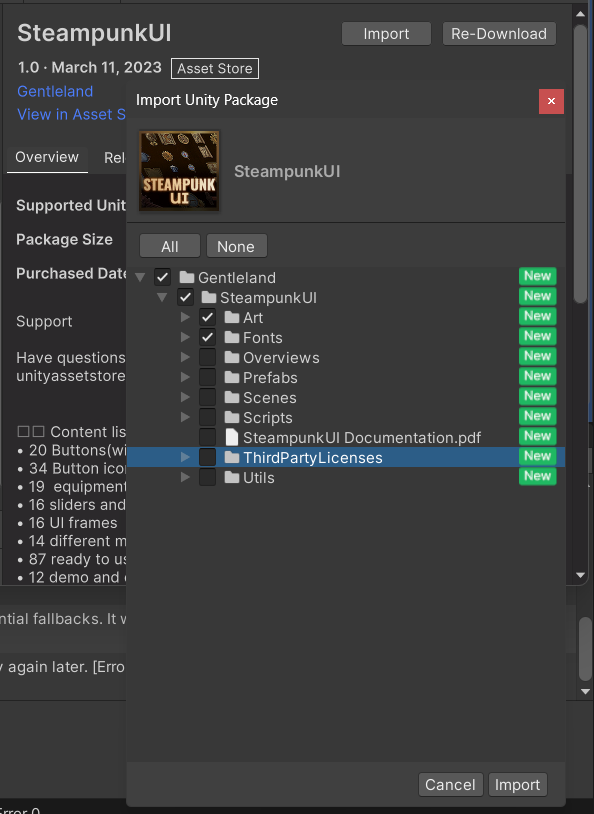 SteampunkUI
Import
Re-Download
1.0 · March 11, 2023
Asset Store
Gentleland
View in Asset S
Import Unity Package
STEAMPUNK
UI
SteampunkUI
Overview
Rel
Supported Unit
Package Size
Purchased Date
Support
Have questions
unityassetstore
Content lis
• 20 Buttons(wi
• 34 Button icon
• 19 equipment
• 16 sliders and
• 16 UI frames
• 14 different m
• 87 ready to us
• 12 demo and
All
None
Gentleland New
SteampunkUI New
Art New
Fonts New
Overviews New
Prefabs New
Scenes New
Scripts New
SteampunkUI Documentation.pdf New
ThirdPartyLicenses New
Utils New
ntial fallbacks. It w
y again later. [Erro
Cancel
Import
Error 0